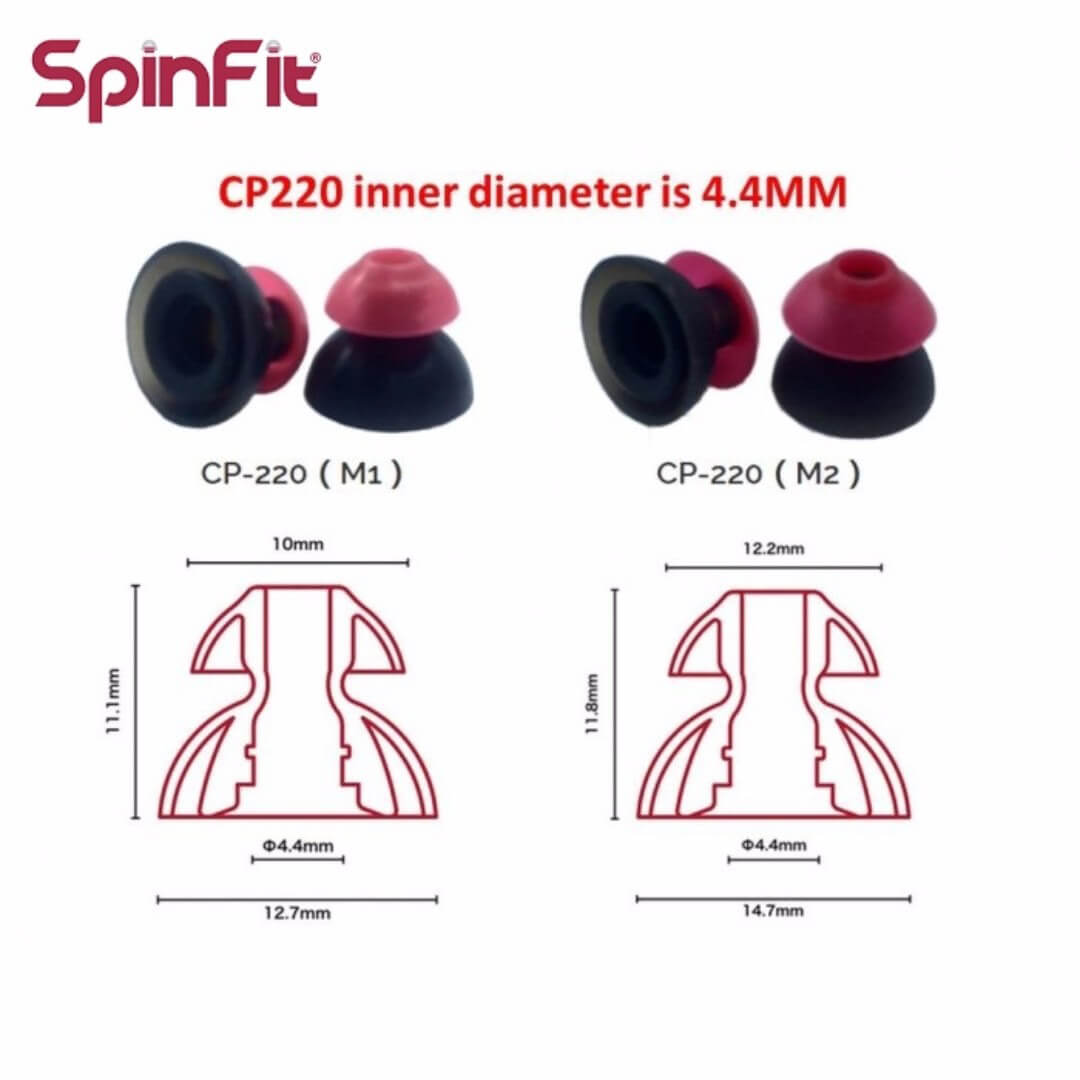 SpinFit®
CP220 inner diameter is 4.4MM
CP-220 ( M1 )
CP-220 ( M2 )
10mm
12.2mm
11.1mm
11.8mm
Φ4.4mm
Φ4.4mm
12.7mm
14.7mm